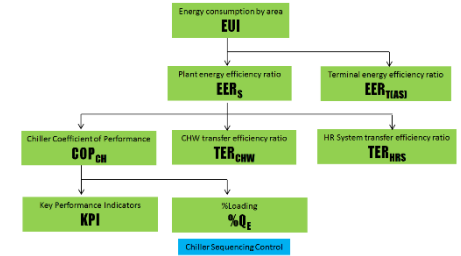 Energy consumption by area
EUI
Plant energy efficiency ratio
EERS
Terminal energy efficiency ratio
EERT(AS)
Chiller Coefficient of Performance
COPCH
CHW transfer efficiency ratio
TERCHW
HR System transfer efficiency ratio
TERHRS
Key Performance Indicators
KPI
%Loading
%QE
Chiller Sequencing Control